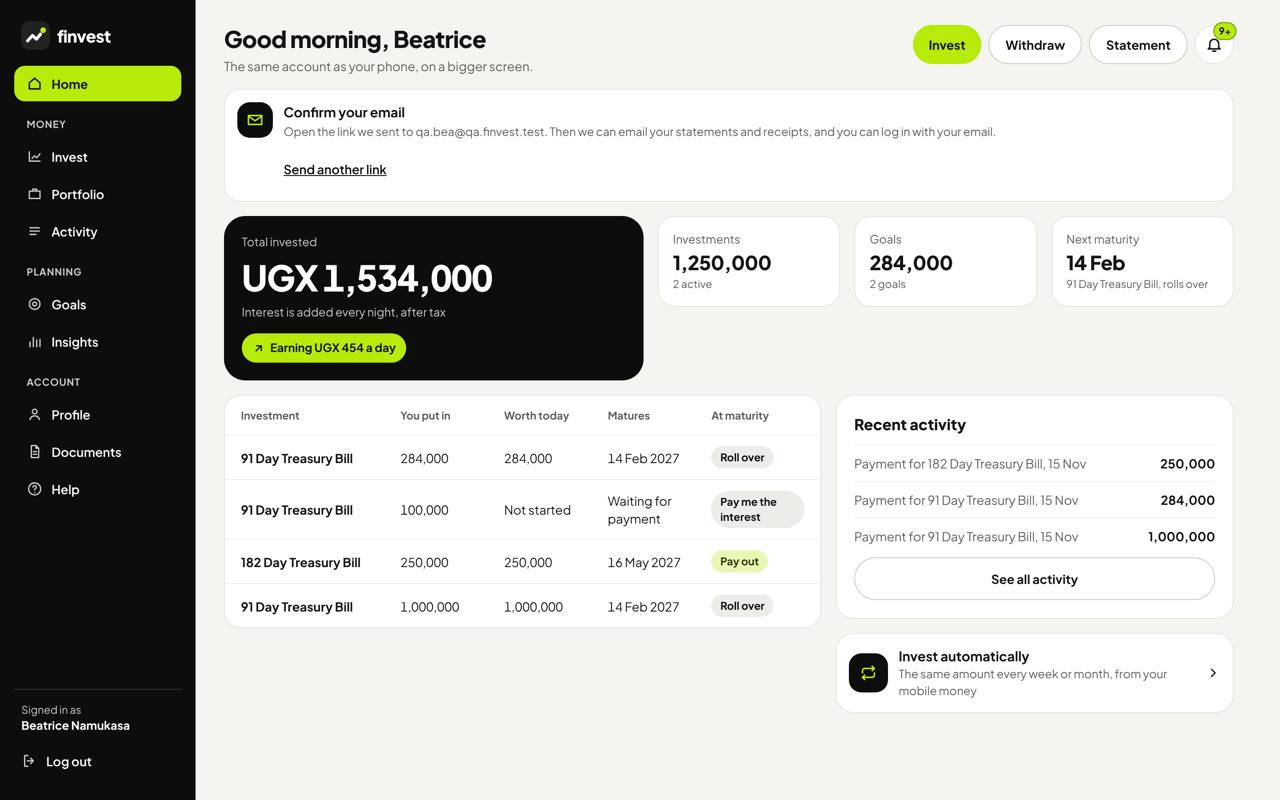 finvest
Home
MONEY
Invest
Portfolio
Activity
PLANNING
Goals
Insights
ACCOUNT
Profile
Documents
Help
Signed in as
Beatrice Namukasa
Log out
Good morning, Beatrice
The same account as your phone, on a bigger screen.
Invest
Withdraw
Statement
9+
Confirm your email
Open the link we sent to qa.bea@qa.finvest.test. Then we can email your statements and receipts, and you can log in with your email.
Send another link
Total invested
UGX 1,534,000
Interest is added every night, after tax
Earning UGX 454 a day
Investments
1,250,000
2 active
Goals
284,000
2 goals
Next maturity
14 Feb
91 Day Treasury Bill, rolls over
Investment You put in Worth today Matures At maturity
91 Day Treasury Bill 284,000 284,000 14 Feb 2027 Roll over
91 Day Treasury Bill 100,000 Not started Waiting for payment Pay me the interest
182 Day Treasury Bill 250,000 250,000 16 May 2027 Pay out
91 Day Treasury Bill 1,000,000 1,000,000 14 Feb 2027 Roll over
Recent activity
Payment for 182 Day Treasury Bill, 15 Nov 250,000
Payment for 91 Day Treasury Bill, 15 Nov 284,000
Payment for 91 Day Treasury Bill, 15 Nov 1,000,000
See all activity
Invest automatically
The same amount every week or month, from your
mobile money